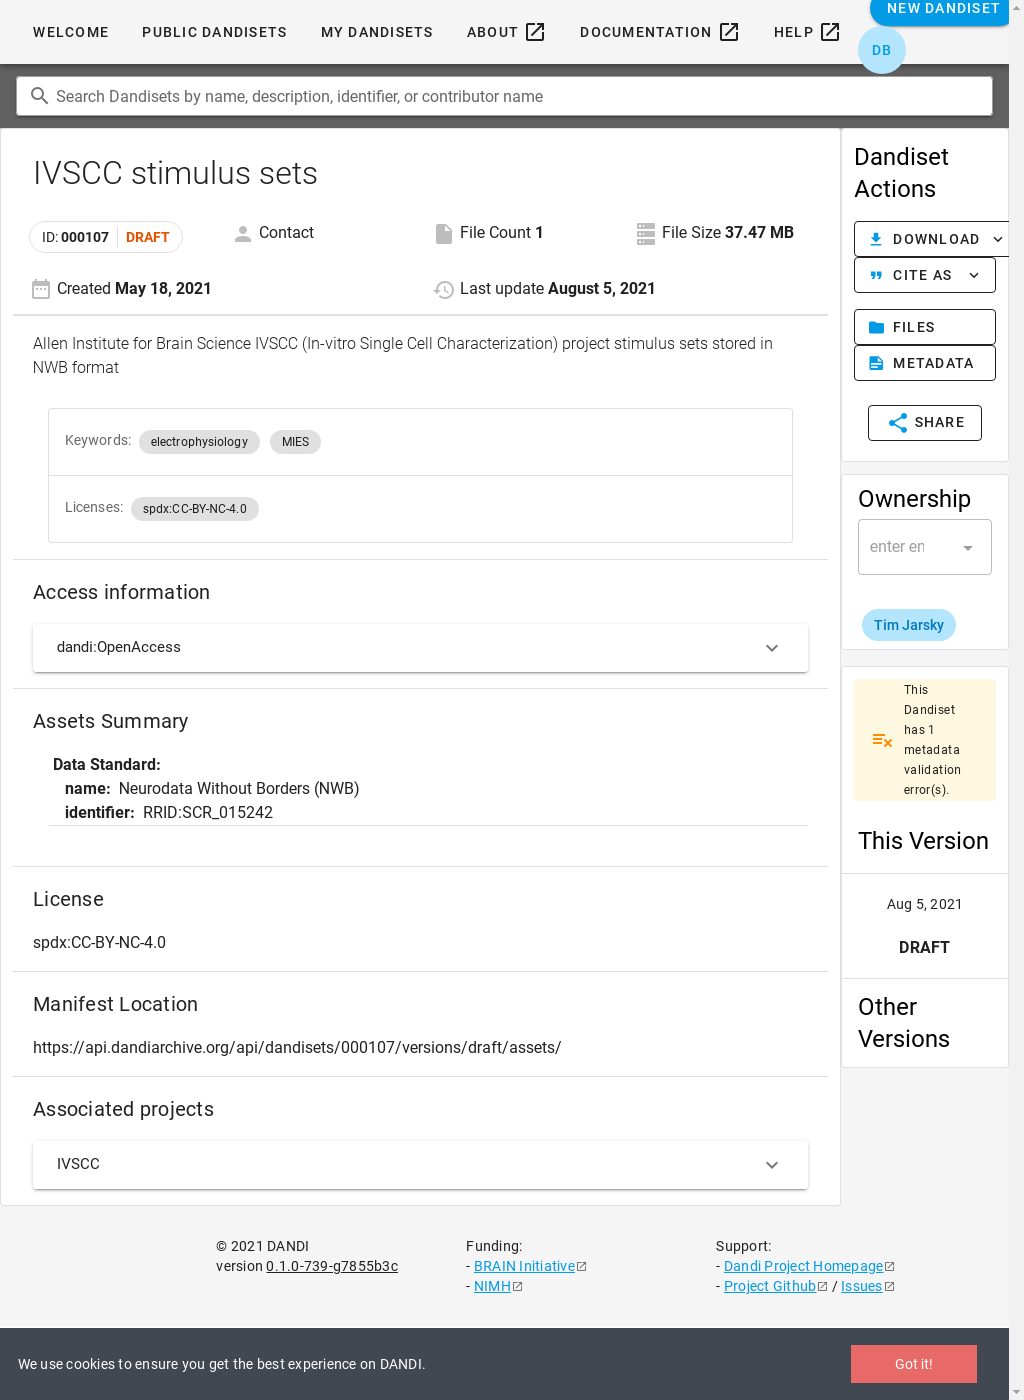 WELCOME
PUBLIC DANDISETS
MY DANDISETS
ABOUT
DOCUMENTATION
HELP
NEW DANDISET
DB
Search Dandisets by name, description, identifier, or contributor name
IVSCC stimulus sets
ID: 000107 DRAFT
Contact
File Count 1
File Size 37.47 MB
Created May 18, 2021
Last update August 5, 2021
Allen Institute for Brain Science IVSCC (In-vitro Single Cell Characterization) project stimulus sets stored in
NWB format
Keywords: electrophysiology MIES
Licenses: spdx:CC-BY-NC-4.0
Access information
dandi:OpenAccess
Assets Summary
Data Standard:
name: Neurodata Without Borders (NWB)
identifier: RRID:SCR_015242
License
spdx:CC-BY-NC-4.0
Manifest Location
https://api.dandiarchive.org/api/dandisets/000107/versions/draft/assets/
Associated projects
IVSCC
Dandiset
Actions
DOWNLOAD
CITE AS
FILES
METADATA
SHARE
Ownership
enter en
Tim Jarsky
This
Dandiset
has 1
metadata
validation
error(s).
This Version
Aug 5, 2021
DRAFT
Other
Versions
© 2021 DANDI
version 0.1.0-739-g7855b3c
Funding:
- BRAIN Initiative
- NIMH
Support:
- Dandi Project Homepage
- Project Github / Issues
We use cookies to ensure you get the best experience on DANDI.
Got it!